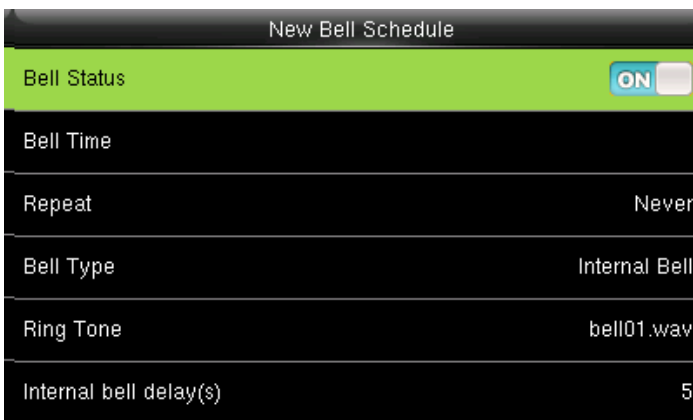 New Bell Schedule
Bell Status ON
Bell Time
Repeat Never
Bell Type Internal Bell
Ring Tone bell01.wav
Internal bell delay(s) 5